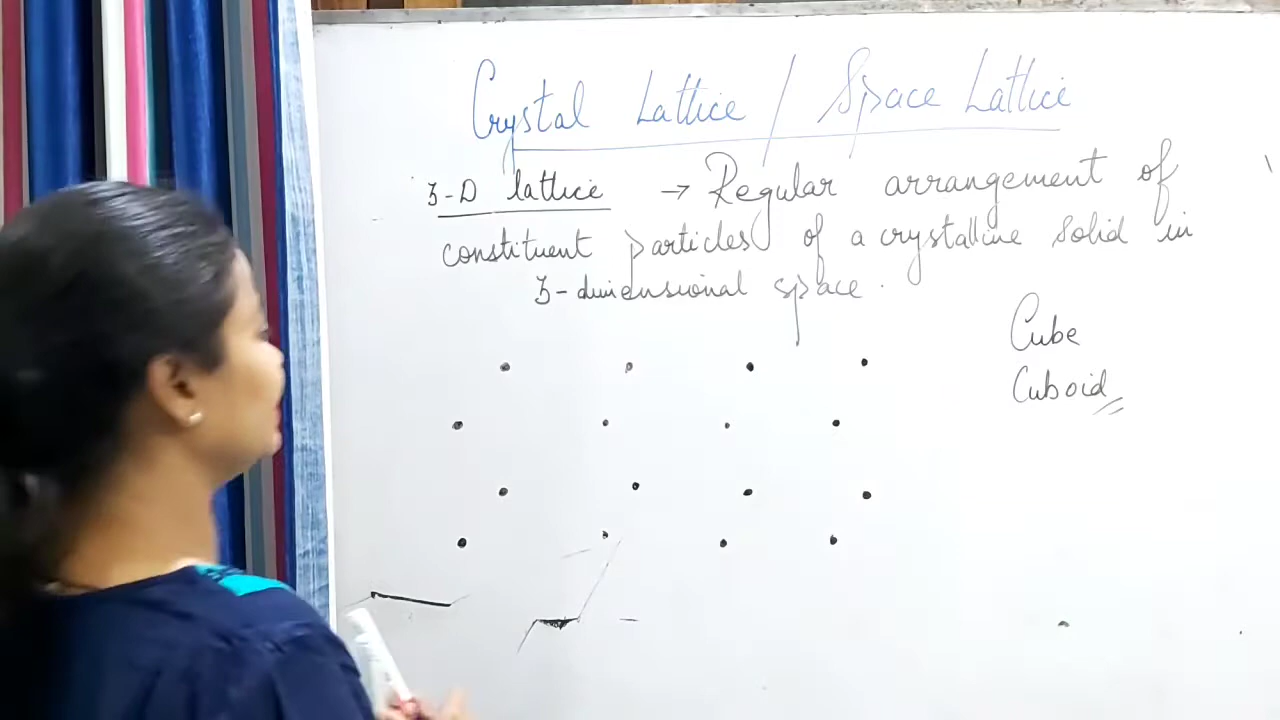 Crystal Lattice / Space Lattice
3-D lattice → Regular arrangement of
constituent particles of a crystalline solid in
3-dimensional space.
Cube
Cuboid